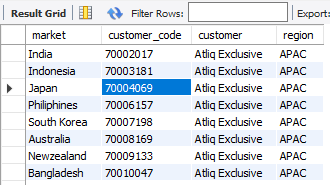 Result Grid Filter Rows: Export:
market customer_code customer region
India 70002017 Atliq Exclusive APAC
Indonesia 70003181 Atliq Exclusive APAC
Japan 70004069 Atliq Exclusive APAC
Philiphines 70006157 Atliq Exclusive APAC
South Korea 70007198 Atliq Exclusive APAC
Australia 70008169 Atliq Exclusive APAC
Newzealand 70009133 Atliq Exclusive APAC
Bangladesh 70010047 Atliq Exclusive APAC